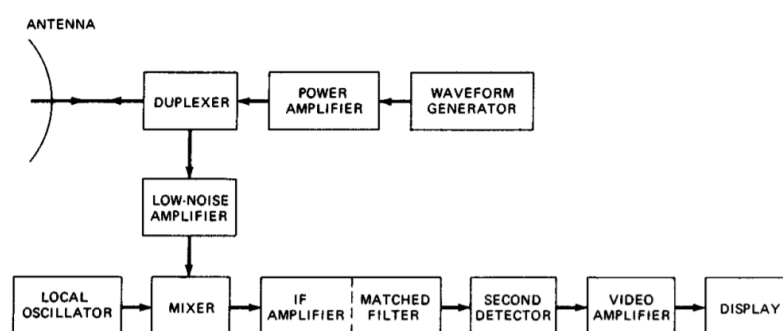 ANTENNA
DUPLEXER
POWER
AMPLIFIER
WAVEFORM
GENERATOR
LOW-NOISE
AMPLIFIER
LOCAL
OSCILLATOR
MIXER
IF
AMPLIFIER
MATCHED
FILTER
SECOND
DETECTOR
VIDEO
AMPLIFIER
DISPLAY